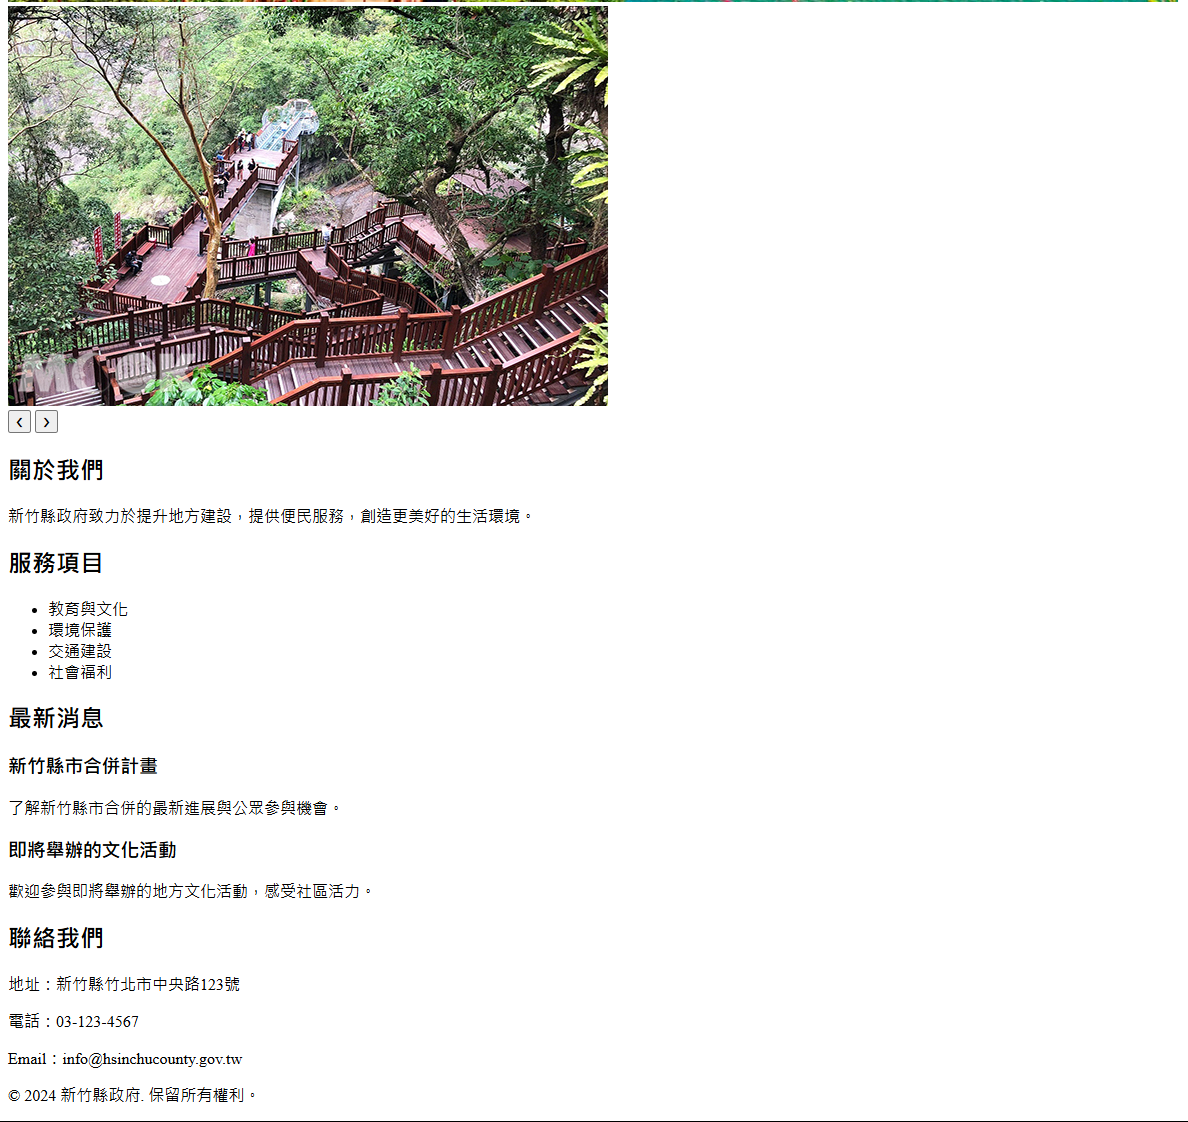 MOOK
‹ ›
關於我們
新竹縣政府致力於提升地方建設，提供便民服務，創造更美好的生活環境。
服務項目
• 教育與文化
• 環境保護
• 交通建設
• 社會福利
最新消息
新竹縣市合併計畫
了解新竹縣市合併的最新進展與公眾參與機會。
即將舉辦的文化活動
歡迎參與即將舉辦的地方文化活動，感受社區活力。
聯絡我們
地址：新竹縣竹北市中央路123號
電話：03-123-4567
Email：info@hsinchucounty.gov.tw
© 2024 新竹縣政府. 保留所有權利。